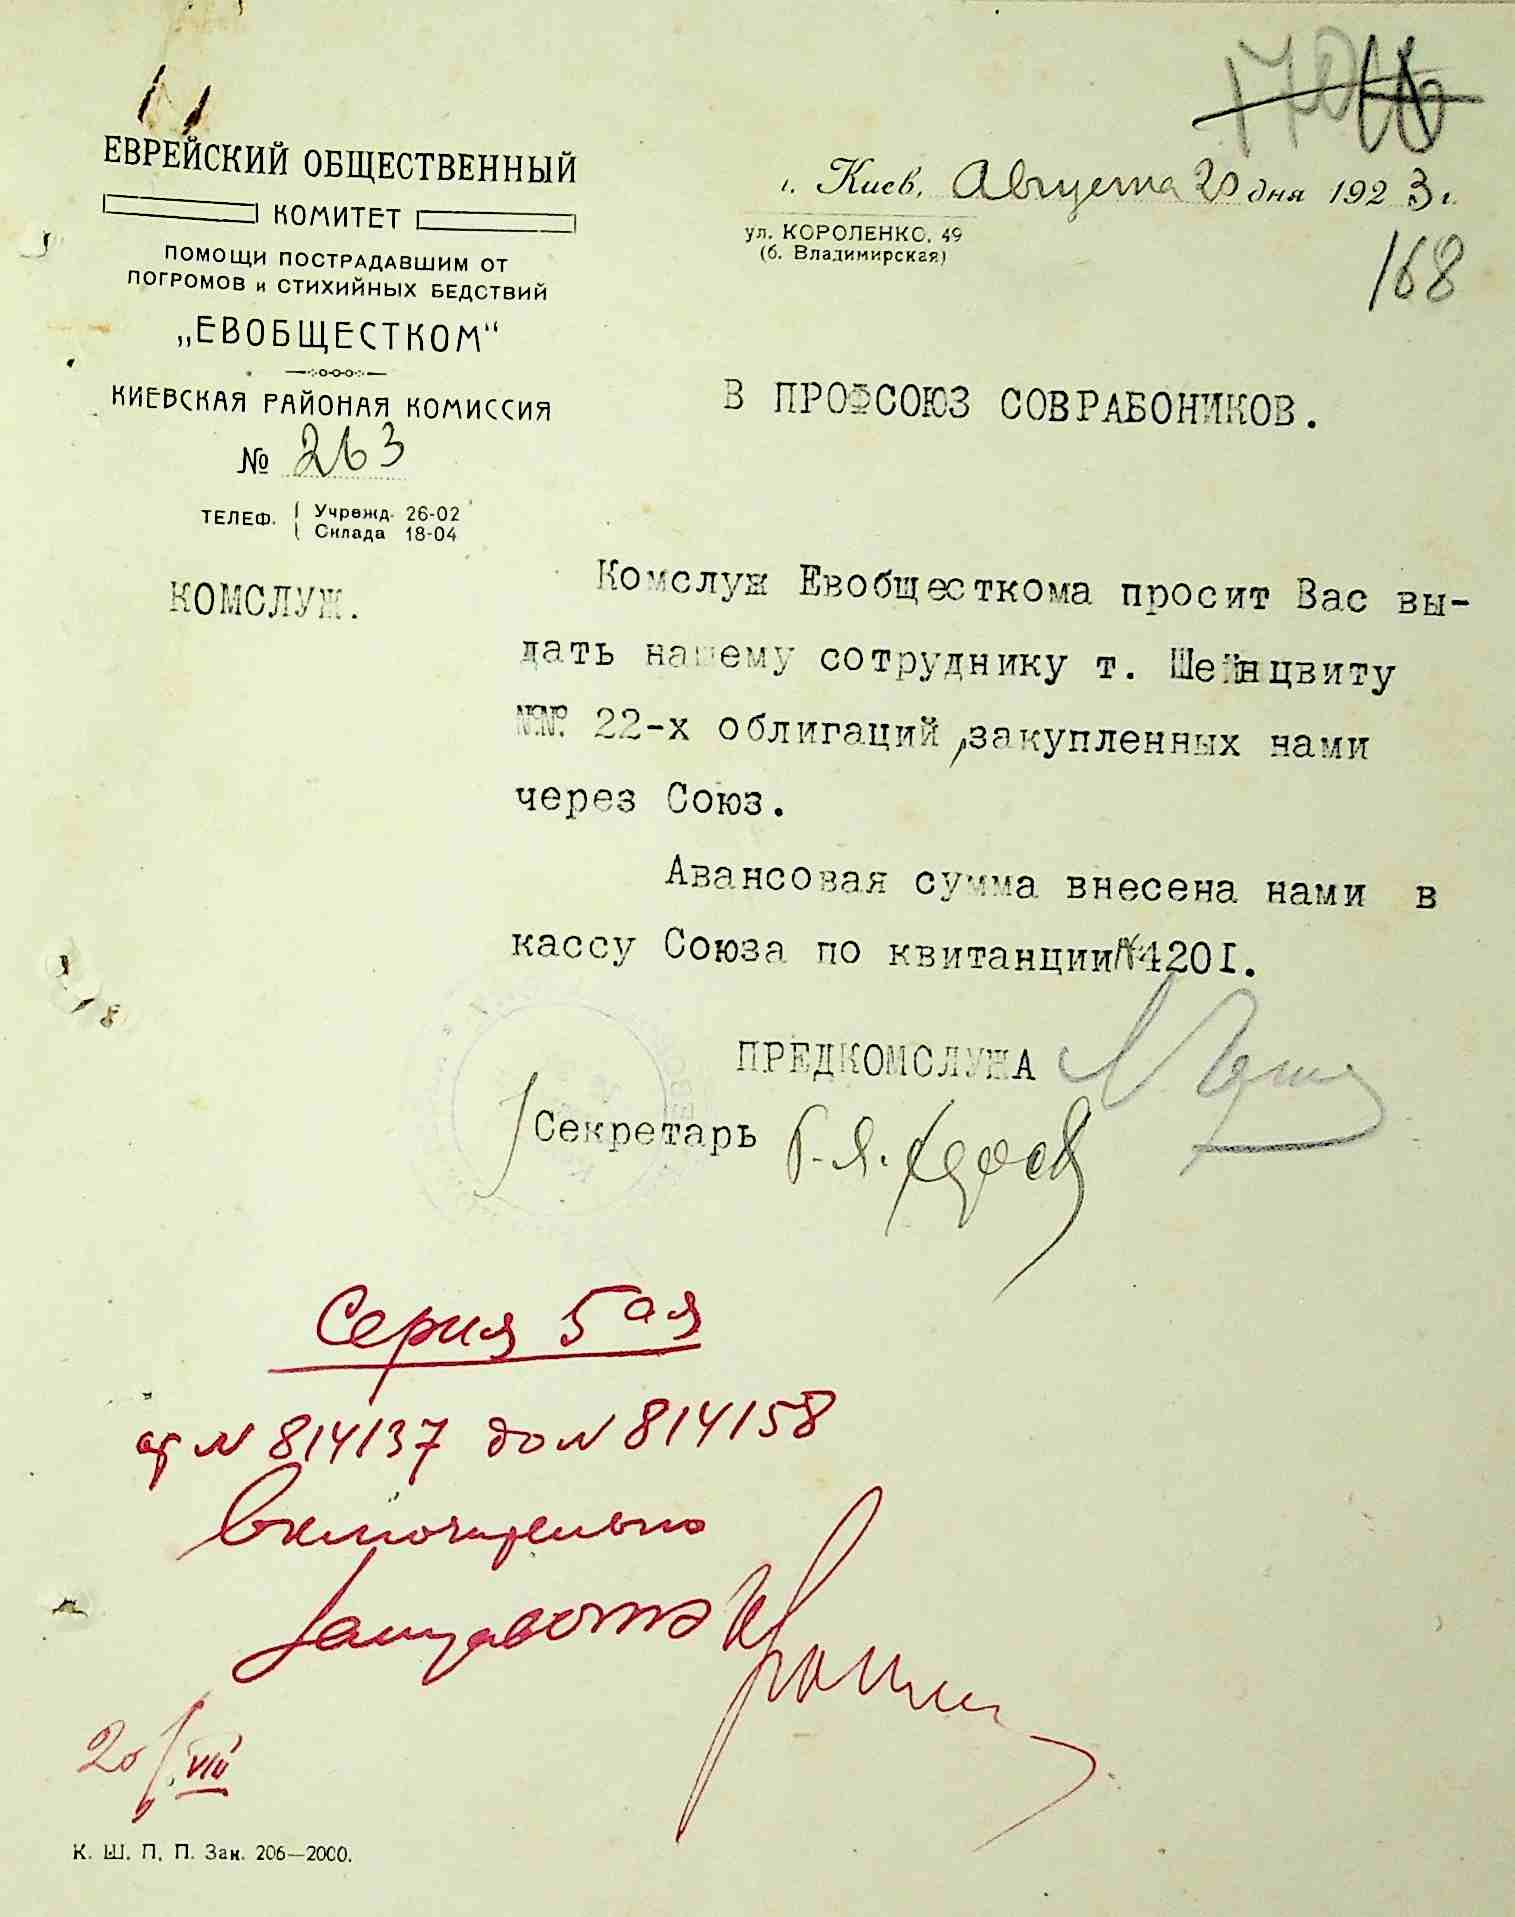 ЕВРЕЙСКИЙ ОБЩЕСТВЕННЫЙ
КОМИТЕТ
ПОМОЩИ ПОСТРАДАВШИМ ОТ
ПОГРОМОВ и СТИХИЙНЫХ БЕДСТВИЙ
„ЕВОБЩЕСТКОМ“
КИЕВСКАЯ РАЙОНАЯ КОМИССИЯ
№ 263
ТЕЛЕФ. Учрежд. 26-02
Склада 18-04
КОМСЛУЖ.
г. Киев, Августа 20 дня 1923 г.
ул. КОРОЛЕНКО, 49
(б. Владимирская)
168
В ПРОФСОЮЗ СОВРАБОНИКОВ.
Комслуж Евобщесткома просит Вас вы-
дать нашему сотруднику т. Шейнцвиту
№№ 22-х облигаций, закупленных нами
через Союз.
Авансовая сумма внесена нами в
кассу Союза по квитанции № 4201.
ПРЕДКОМСЛУЖА
Секретарь
Серия 5ая
от N 814137 до N 814158
включительно
20/VIII
К. Ш. П. П. Зак. 206—2000.